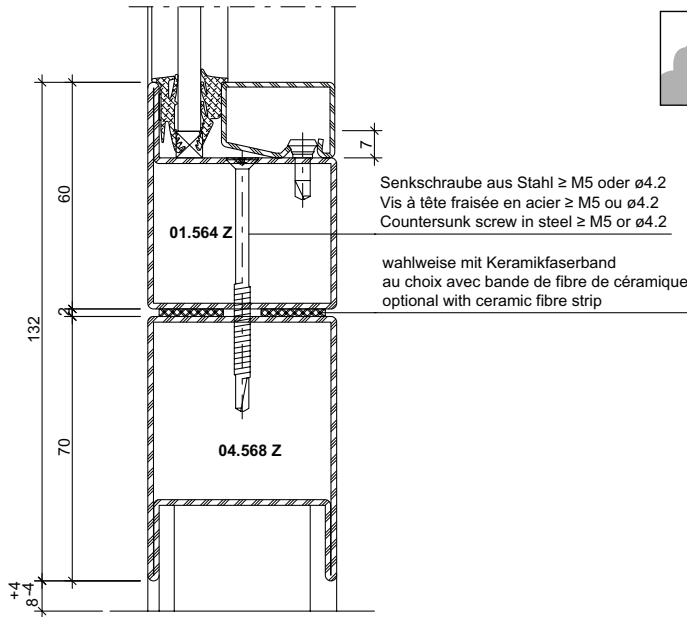 7
Senkschraube aus Stahl ≥ M5 oder ø4.2
Vis à tête fraisée en acier ≥ M5 ou ø4.2
Countersunk screw in steel ≥ M5 or ø4.2
60
01.564 Z
wahlweise mit Keramikfaserband
au choix avec bande de fibre de céramique
optional with ceramic fibre strip
2
132
70
04.568 Z
+4
8-4